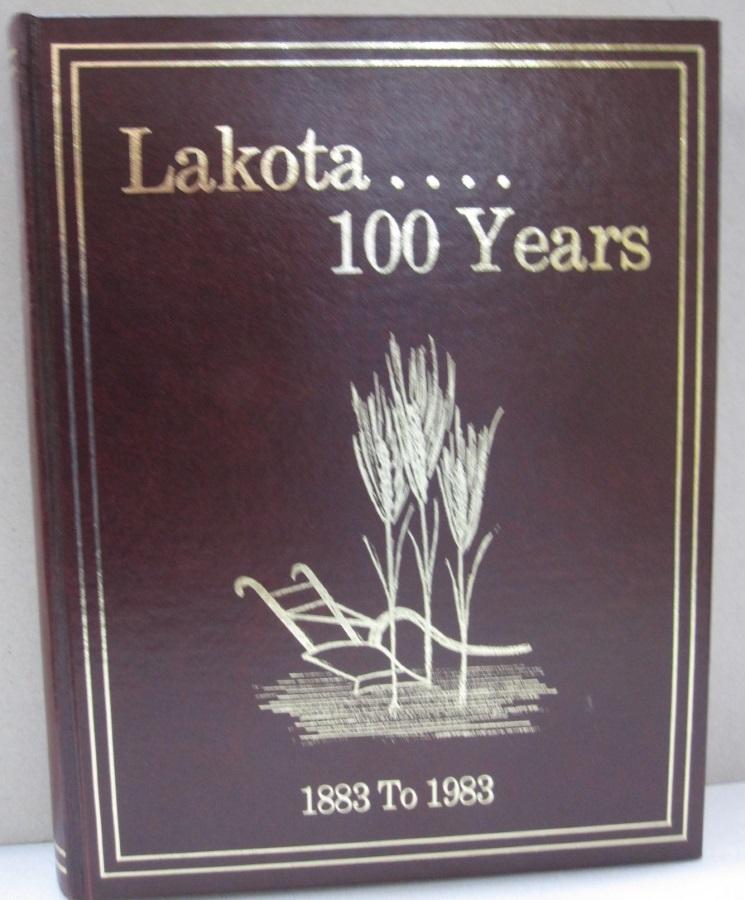 Lakota . . . .
100 Years
1883 To 1983